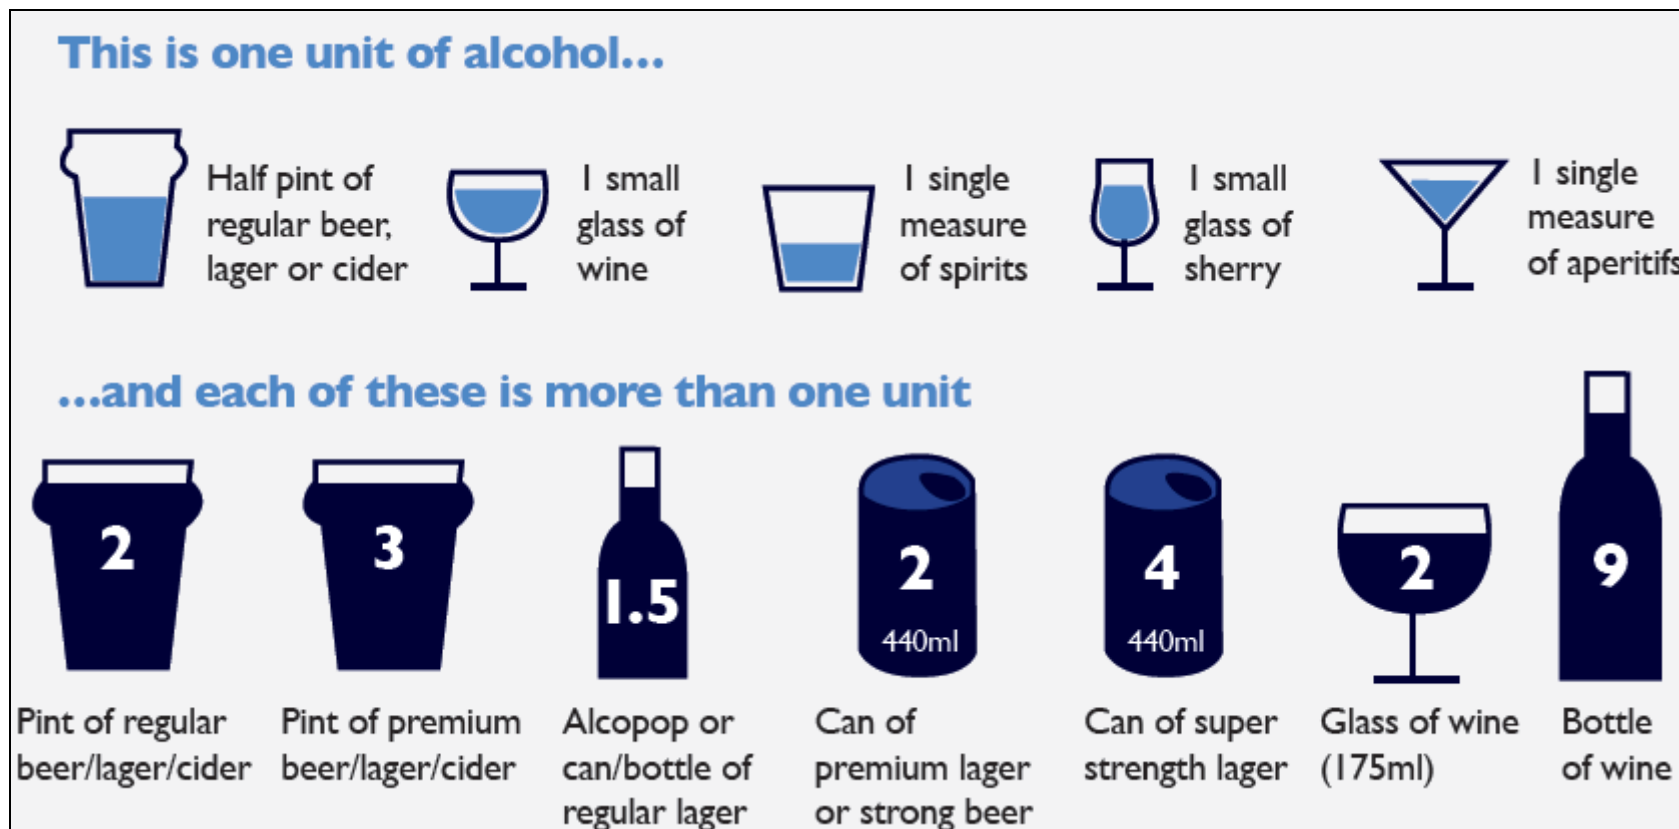 This is one unit of alcohol...
Half pint of
regular beer,
lager or cider
1 small
glass of
wine
1 single
measure
of spirits
1 small
glass of
sherry
1 single
measure
of aperitifs
...and each of these is more than one unit
2
Pint of regular
beer/lager/cider
3
Pint of premium
beer/lager/cider
1.5
Alcopop or
can/bottle of
regular lager
2
440ml
Can of
premium lager
or strong beer
4
440ml
Can of super
strength lager
2
Glass of wine
(175ml)
9
Bottle
of wine